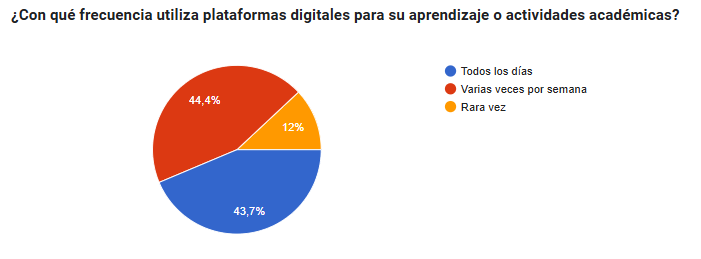 ¿Con qué frecuencia utiliza plataformas digitales para su aprendizaje o actividades académicas?
Todos los días
Varias veces por semana
Rara vez
44,4%
12%
43,7%